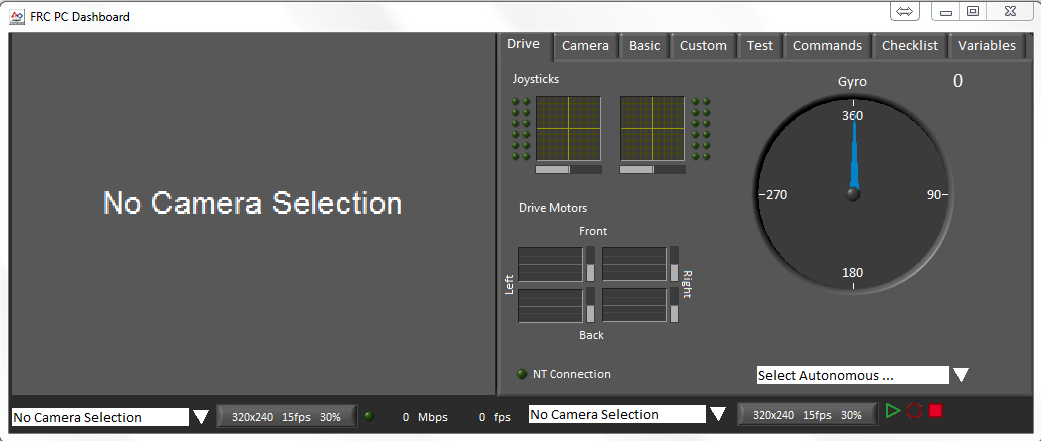 FRC PC Dashboard
Drive Camera Basic Custom Test Commands Checklist Variables
Joysticks
Gyro 0
360
No Camera Selection
270 90
Drive Motors
Front
Left Right
180
Back
NT Connection
Select Autonomous ...
No Camera Selection 320x240 15fps 30% 0 Mbps 0 fps No Camera Selection 320x240 15fps 30%